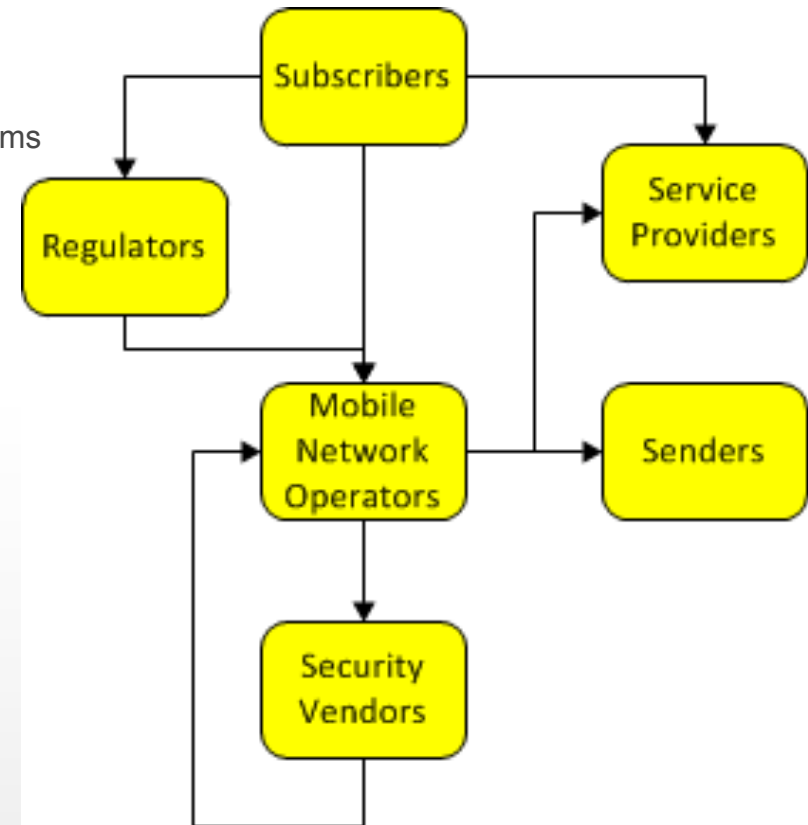 Subscribers
ms
Regulators
Service
Providers
Mobile
Network
Operators
Senders
Security
Vendors